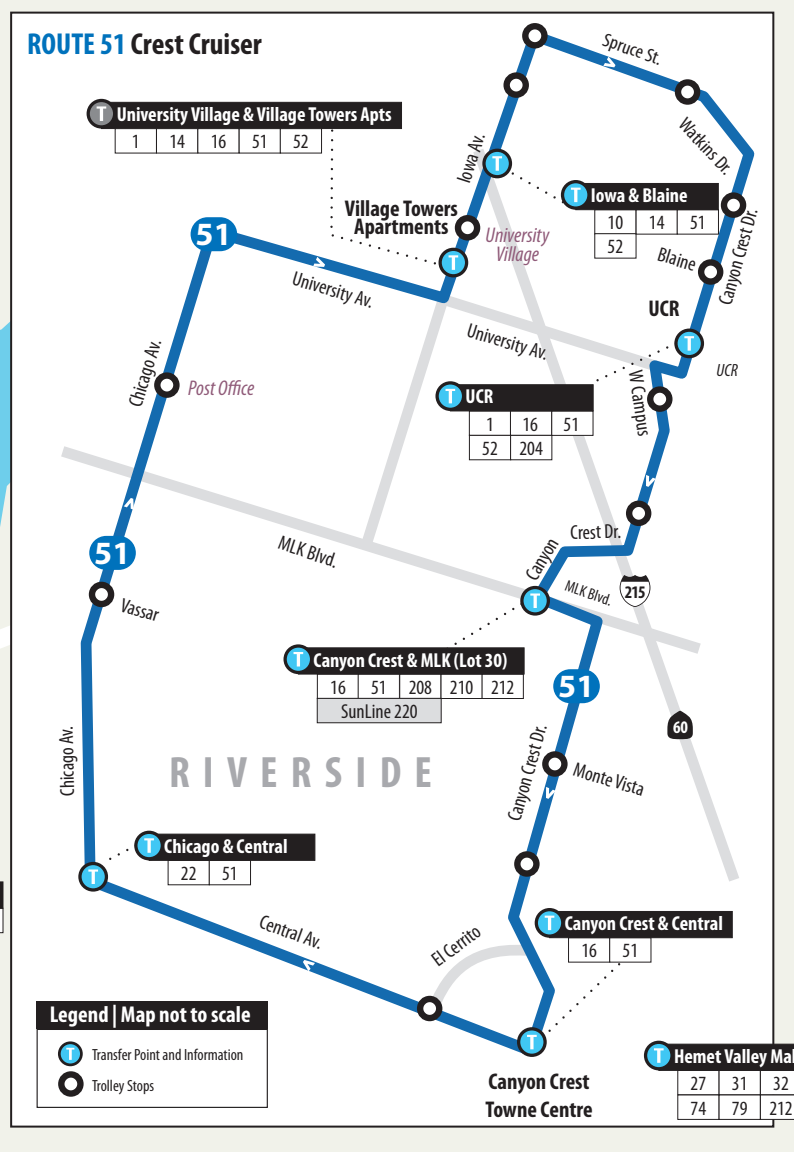 ROUTE 51 Crest Cruiser
Spruce St.
Watkins Dr.
T University Village & Village Towers Apts
1 14 16 51 52
Iowa Av.
T
T Iowa & Blaine
10 14 51
52
Village Towers
Apartments
University
Village
T
51
University Av.
Canyon Crest Dr.
Blaine
UCR
T
UCR
University Av.
Chicago Av.
Post Office
T UCR
1 16 51
52 204
W Campus
MLK Blvd.
51
Vassar
Crest Dr.
Canyon
MLK Blvd.
215
T
T Canyon Crest & MLK (Lot 30)
16 51 208 210 212
SunLine 220
51
60
Chicago Av.
RIVERSIDE
Canyon Crest Dr.
Monte Vista
T Chicago & Central
22 51
T
Central Av.
El Cerrito
T Canyon Crest & Central
16 51
T
Legend | Map not to scale
T Transfer Point and Information
Trolley Stops
Canyon Crest
Towne Centre
T Hemet Valley Mal
27 31 32
74 79 212